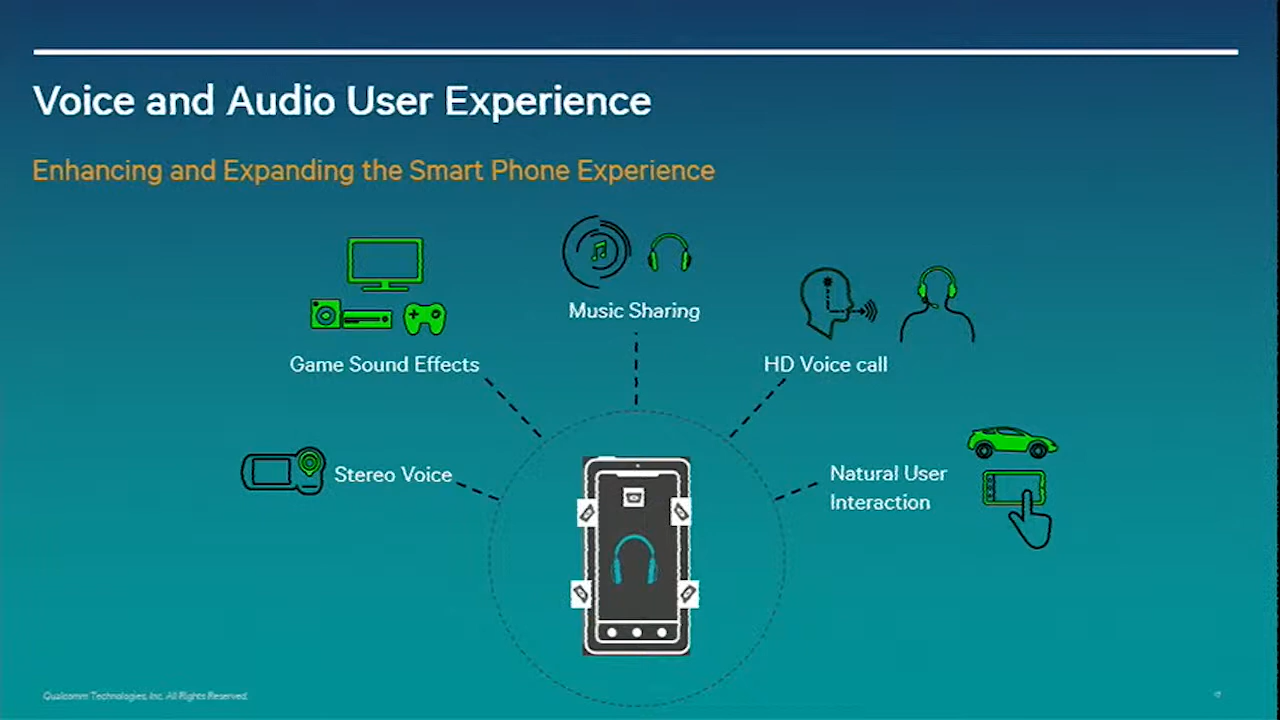 Voice and Audio User Experience
Enhancing and Expanding the Smart Phone Experience
Music Sharing
Game Sound Effects
HD Voice call
Stereo Voice
Natural User
Interaction
Qualcomm Technologies, Inc. All Rights Reserved.